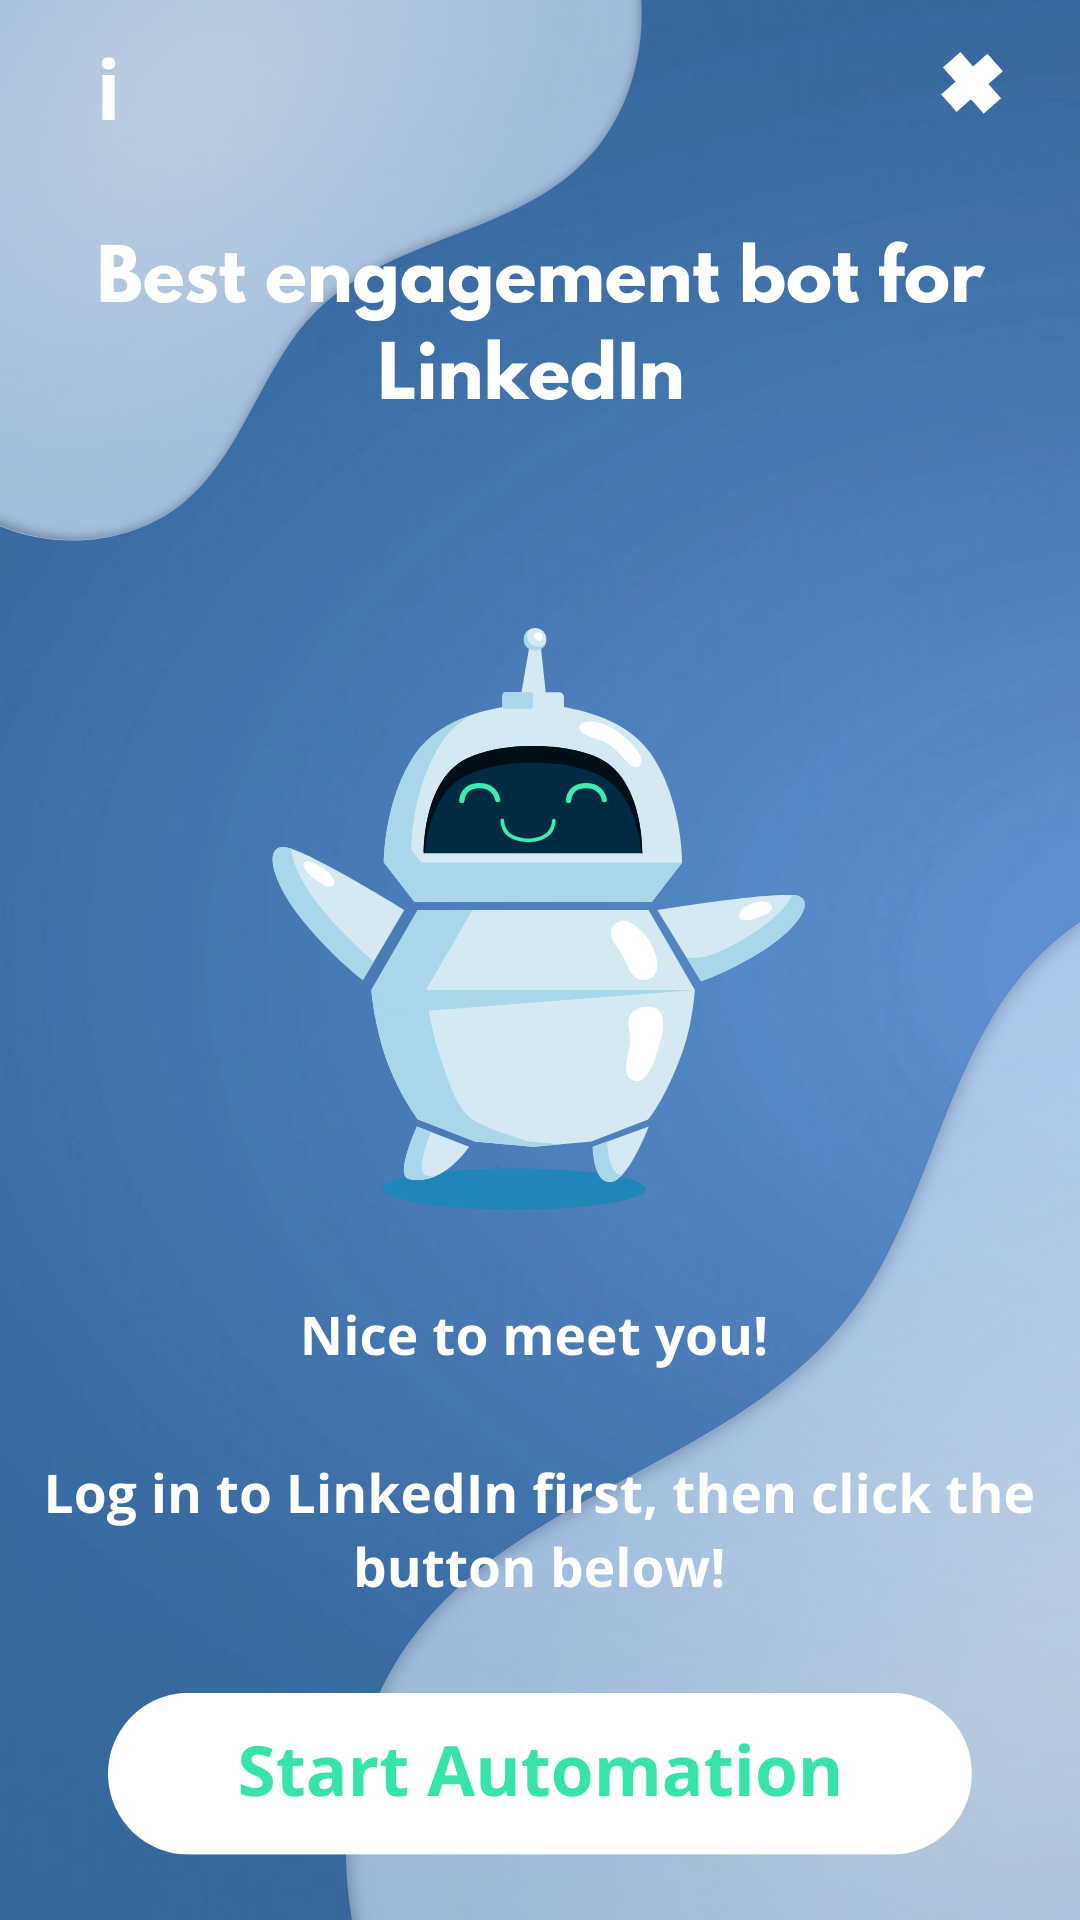 i
Best engagement bot for
LinkedIn
Nice to meet you!
Log in to LinkedIn first, then click the
button below!
Start Automation